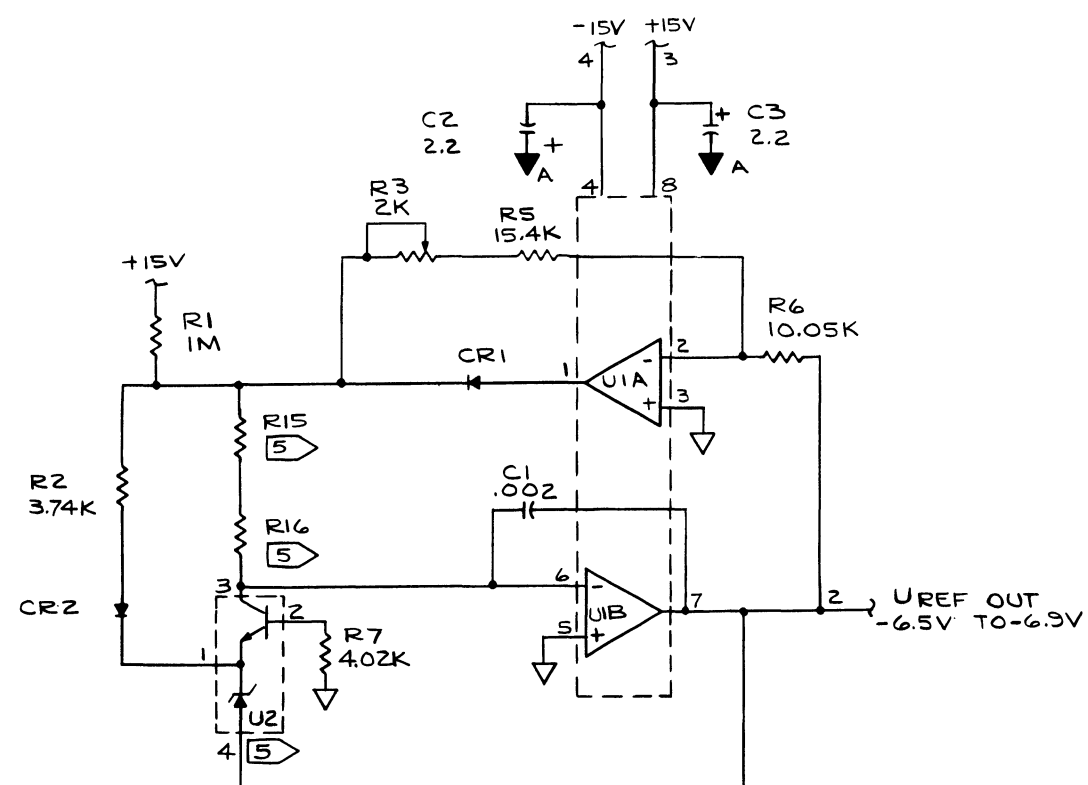 -15V +15V
4 3
C2
2.2
+
A
+ C3
2.2
A
4 8
R3
2K
R5
15.4K
+15V
R1
1M
R6
10.05K
CR1
1
U1A
-
2
+
3
R15
5
R2
3.74K
C1
.002
R16
5
3
6
-
CR2
2
U1B
7
2
UREF OUT
-6.5V TO -6.9V
5
+
R7
4.02K
1
U2
4 5